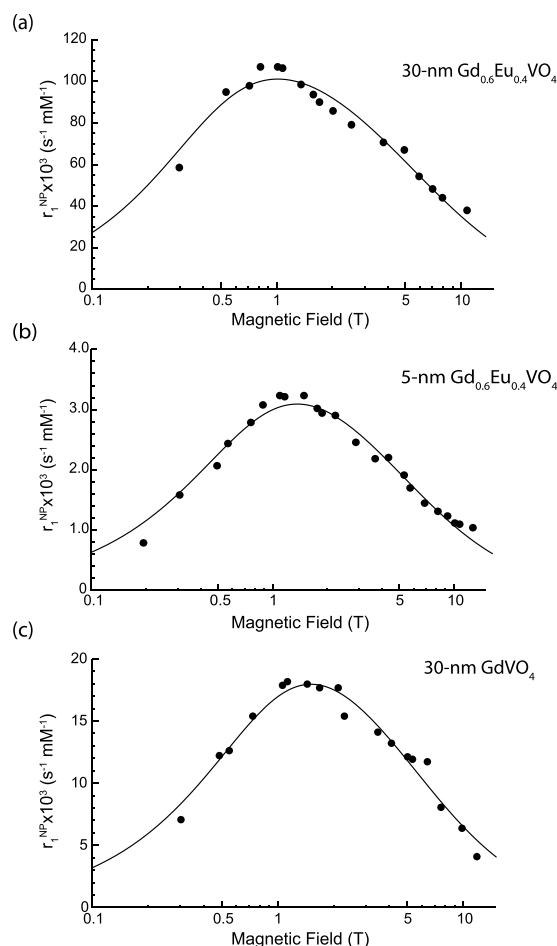 (a)
30-nm Gd0.6Eu0.4VO4
120
100
80
60
40
20
0
r1NPx103 (s-1 mM-1)
0.1 0.5 1 5 10
Magnetic Field (T)
(b)
5-nm Gd0.6Eu0.4VO4
4.0
3.0
2.0
1.0
0
r1NPx103 (s-1 mM-1)
0.1 0.5 1 5 10
Magnetic Field (T)
(c)
30-nm GdVO4
20
15
10
5
0
r1NPx103 (s-1 mM-1)
0.1 0.5 1 5 10
Magnetic Field (T)